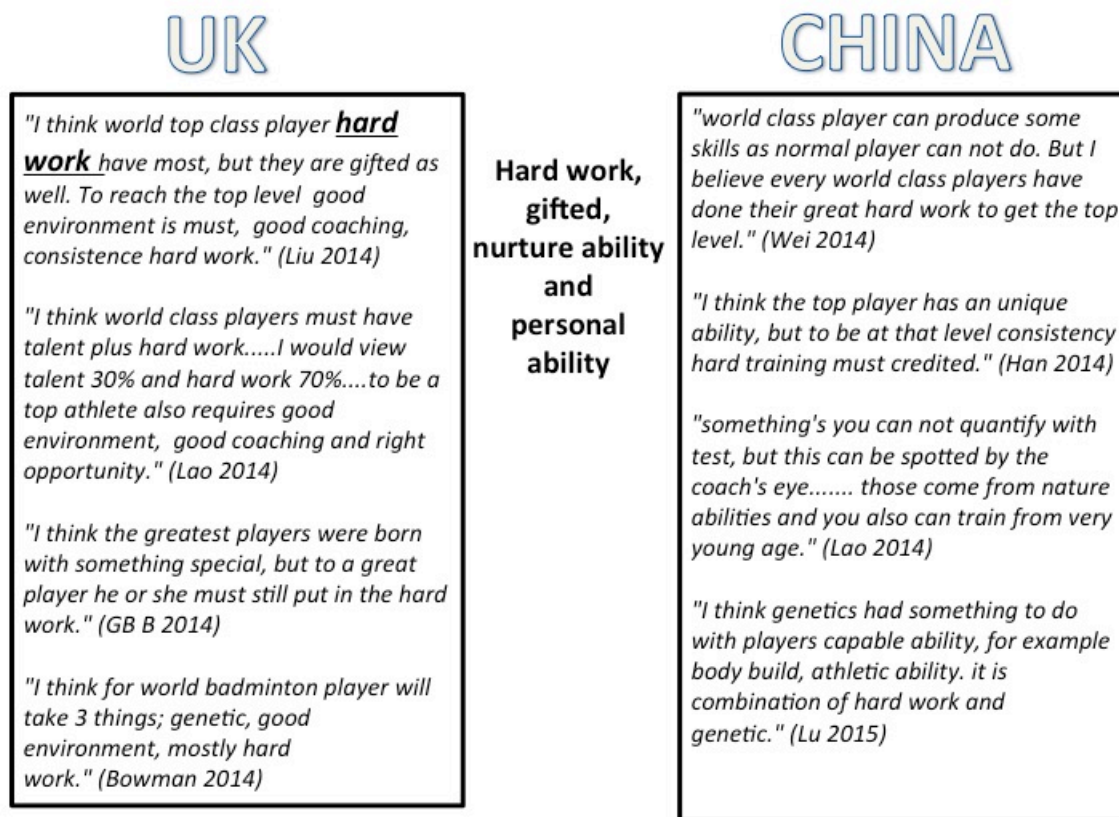 UK
"I think world top class player hard
work have most, but they are gifted as
well. To reach the top level  good
environment is must,  good coaching,
consistence hard work." (Liu 2014)
"I think world class players must have
talent plus hard work.....I would view
talent 30% and hard work 70%....to be a
top athlete also requires good
environment,  good coaching and right
opportunity." (Lao 2014)
"I think the greatest players were born
with something special, but to a great
player he or she must still put in the hard
work." (GB B 2014)
"I think for world badminton player will
take 3 things; genetic, good
environment, mostly hard
work." (Bowman 2014)
Hard work,
gifted,
nurture ability
and
personal
ability
CHINA
"world class player can produce some
skills as normal player can not do. But I
believe every world class players have
done their great hard work to get the top
level." (Wei 2014)
"I think the top player has an unique
ability, but to be at that level consistency
hard training must credited." (Han 2014)
"something's you can not quantify with
test, but this can be spotted by the
coach's eye....... those come from nature
abilities and you also can train from very
young age." (Lao 2014)
"I think genetics had something to do
with players capable ability, for example
body build, athletic ability. it is
combination of hard work and
genetic." (Lu 2015)